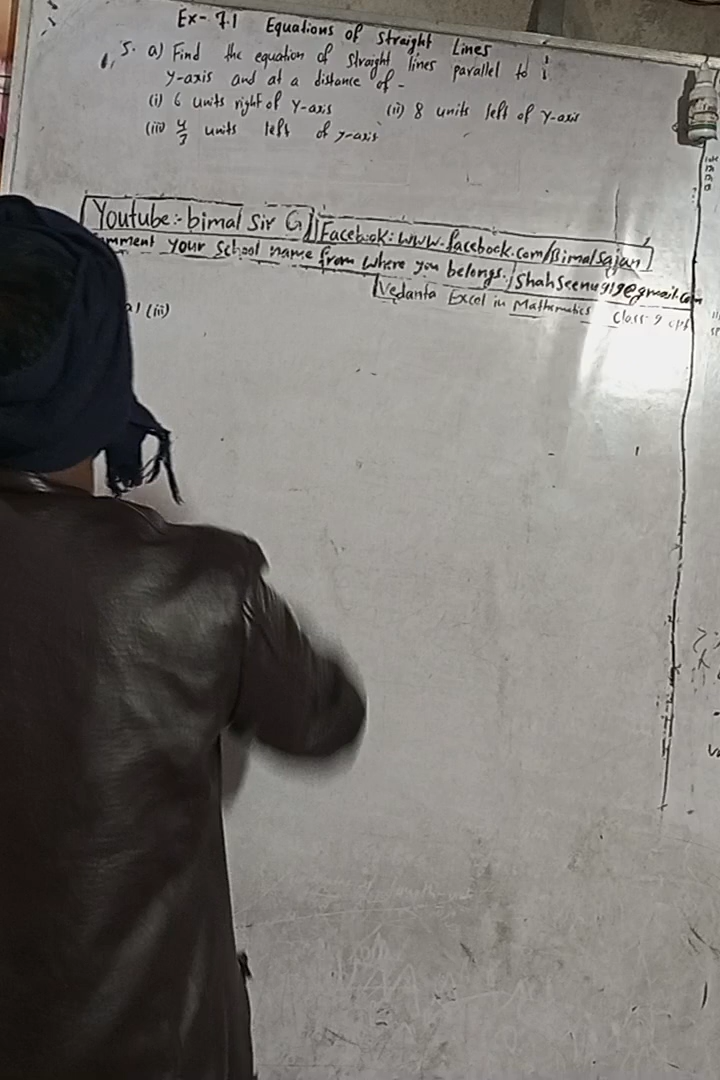 Ex- 7.1 Equations of Straight Lines
5. a) Find the equation of straight lines parallel to
y-axis and at a distance of -
(i) 6 units right of Y-axis (ii) 8 units left of Y-axis
(iii) units left of y-axis
Youtube:- bimal Sir G Facebook: www.facebook.com/Bimalsajan
mment your school name from where you belongs. / shahseenu919@gmail.com
Vedanta Excel in Mathematics Class-9 opt
a) (iii)